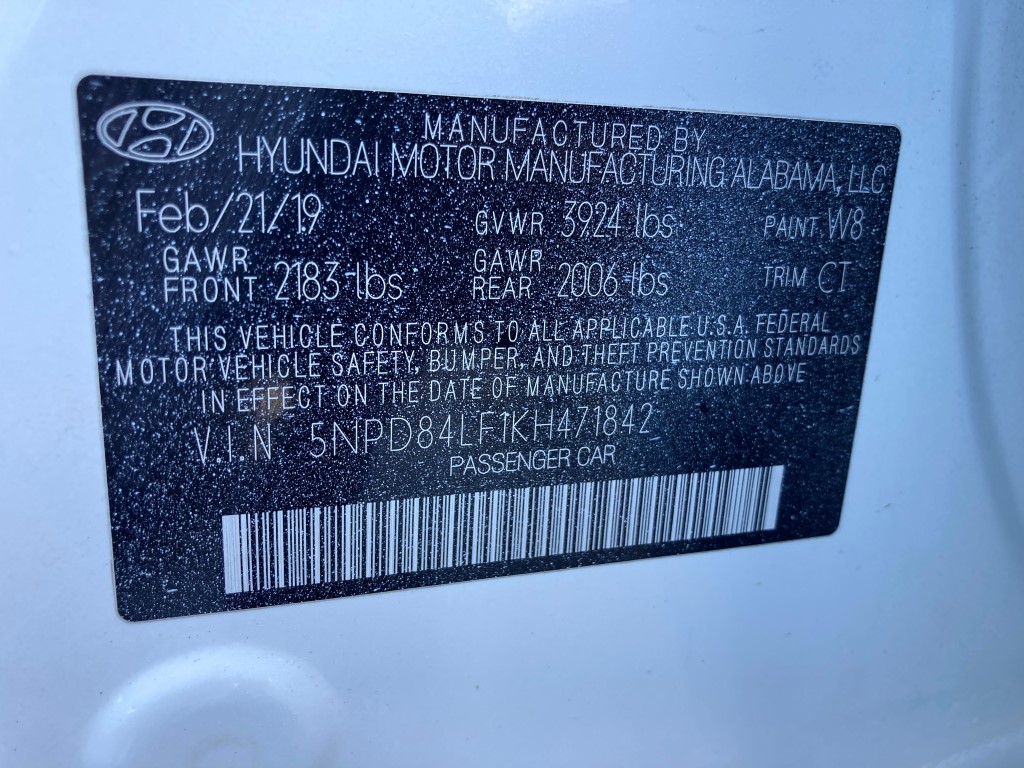 MANUFACTURED BY
HYUNDAI MOTOR MANUFACTURING ALABAMA, LLC
Feb/21/19 GVWR 3924 lbs PAINT W8
GAWR FRONT 2183 lbs GAWR REAR 2006 lbs TRIM CT
THIS VEHICLE CONFORMS TO ALL APPLICABLE U.S.A. FEDERAL
MOTOR VEHICLE SAFETY, BUMPER, AND THEFT PREVENTION STANDARDS
IN EFFECT ON THE DATE OF MANUFACTURE SHOWN ABOVE
V.I.N 5NPD84LF1KH471842
PASSENGER CAR